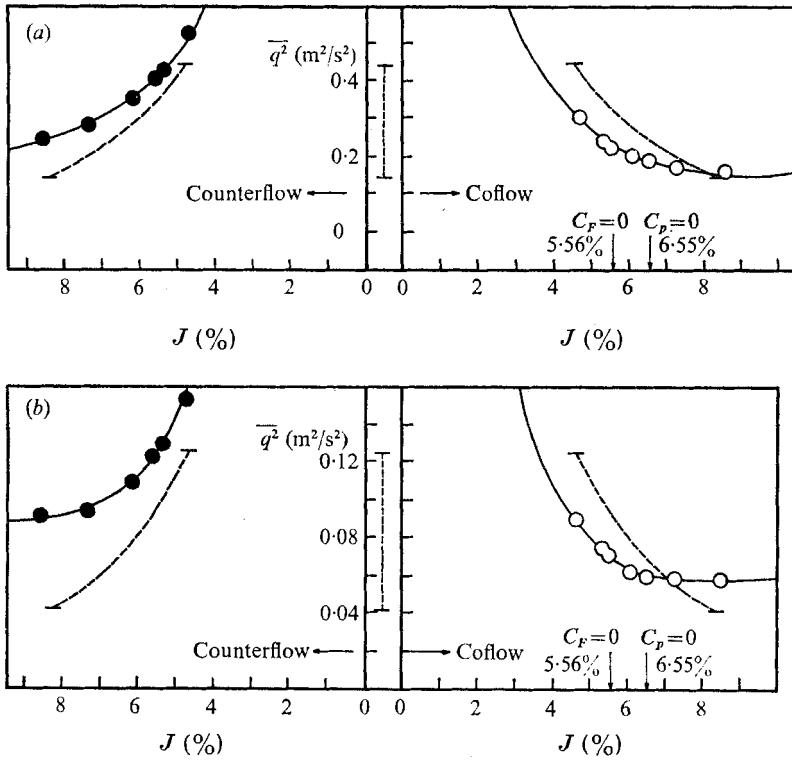 (a)
q² (m²/s²)
0·4
0·2
0
Counterflow
Coflow
C_F=0
5·56%
C_p=0
6·55%
8 6 4 2 0
0 2 4 6 8
J (%)
J (%)
(b)
q² (m²/s²)
0·12
0·08
0·04
Counterflow
Coflow
C_F=0
5·56%
C_p=0
6·55%
8 6 4 2 0
0 2 4 6 8
J (%)
J (%)